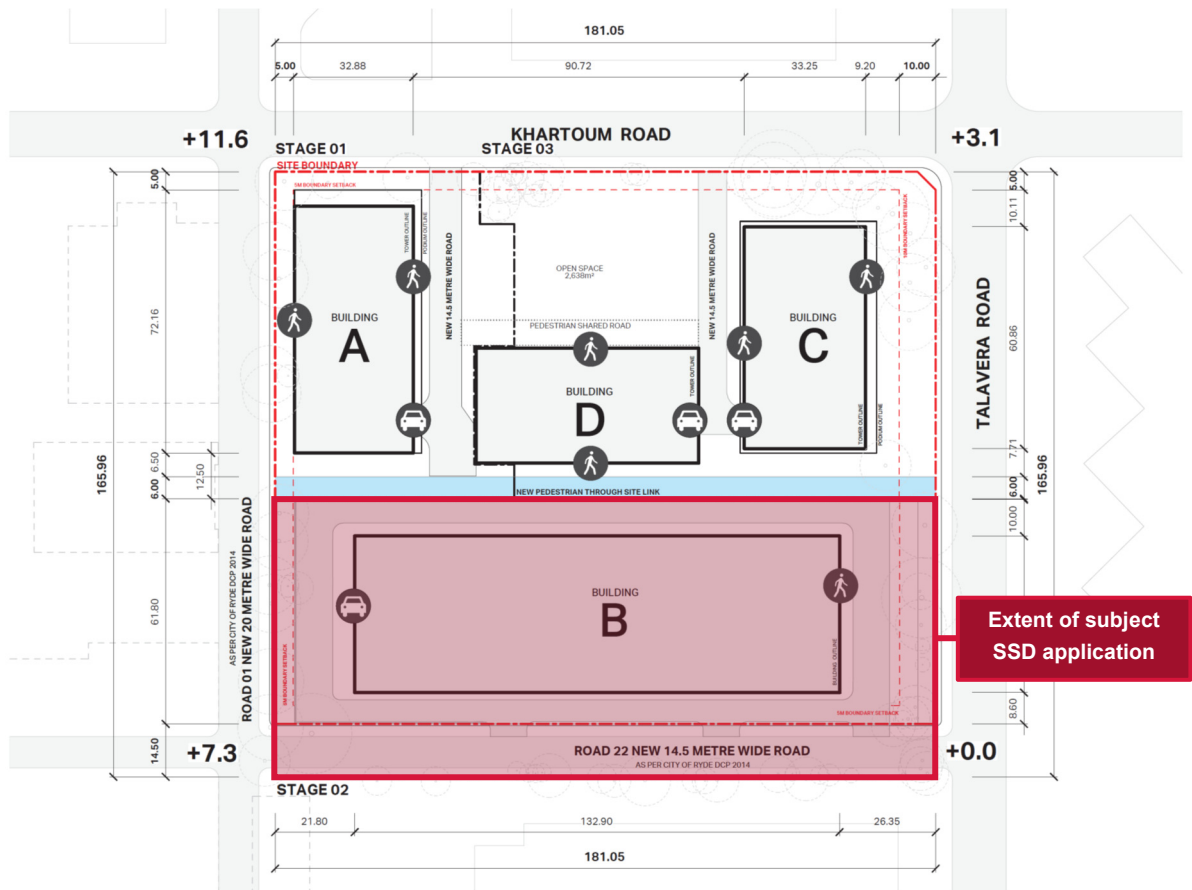 181.05
5.00
32.88
90.72
33.25
9.20
10.00
+11.6
KHARTOUM ROAD
+3.1
STAGE 01
STAGE 03
SITE BOUNDARY
5M BOUNDARY SETBACK
5.00
72.16
6.50
6.00
12.50
165.96
61.80
14.50
TOWER OUTLINE
PODIUM OUTLINE
NEW 14.5 METRE WIDE ROAD
OPEN SPACE
2,638m²
PEDESTRIAN SHARED ROAD
NEW 14.5 METRE WIDE ROAD
10M BOUNDARY SETBACK
BUILDING
A
BUILDING
D
TOWER OUTLINE
BUILDING
C
TOWER OUTLINE
PODIUM OUTLINE
TALAVERA ROAD
5.00
10.11
60.86
7.71
6.00
10.00
8.60
165.96
NEW PEDESTRIAN THROUGH SITE LINK
BUILDING
B
BUILDING OUTLINE
5M BOUNDARY SETBACK
5M BOUNDARY SETBACK
AS PER CITY OF RYDE DCP 2014
ROAD 01 NEW 20 METRE WIDE ROAD
Extent of subject
SSD application
+7.3
ROAD 22 NEW 14.5 METRE WIDE ROAD
AS PER CITY OF RYDE DCP 2014
+0.0
STAGE 02
21.80
132.90
26.35
181.05